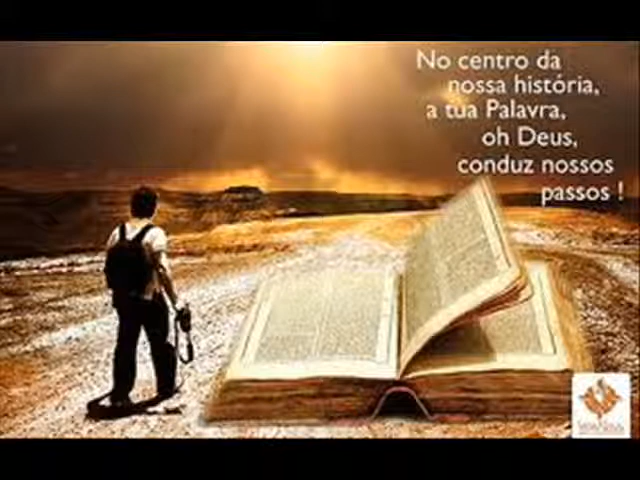 No centro da
nossa história,
a tua Palavra,
oh Deus,
conduz nossos
passos !